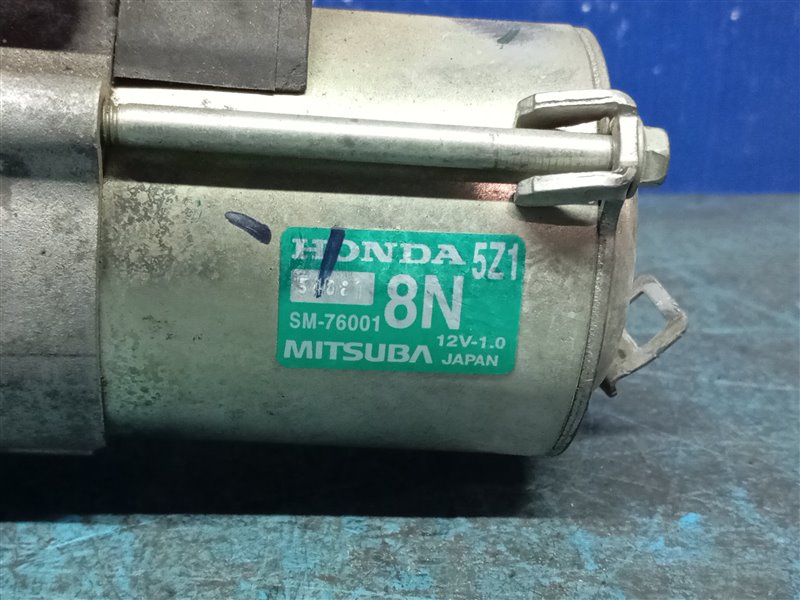 HONDA 5Z1
8N
SM-76001
12V-1.0
MITSUBA JAPAN